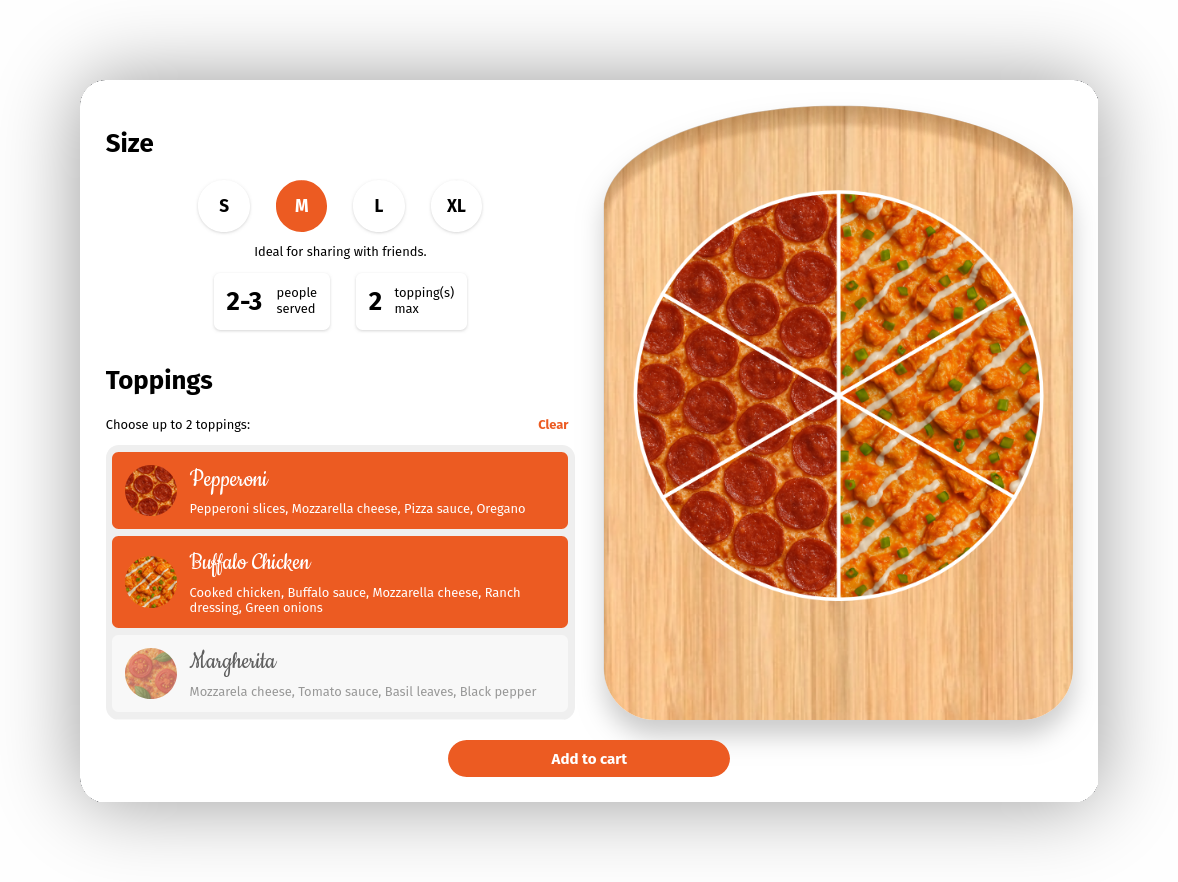 Size
S
M
L
XL
Ideal for sharing with friends.
2-3
people
served
2
topping(s)
max
Toppings
Choose up to 2 toppings:
Clear
Pepperoni
Pepperoni slices, Mozzarella cheese, Pizza sauce, Oregano
Buffalo Chicken
Cooked chicken, Buffalo sauce, Mozzarella cheese, Ranch
dressing, Green onions
Margherita
Mozzarela cheese, Tomato sauce, Basil leaves, Black pepper
Add to cart